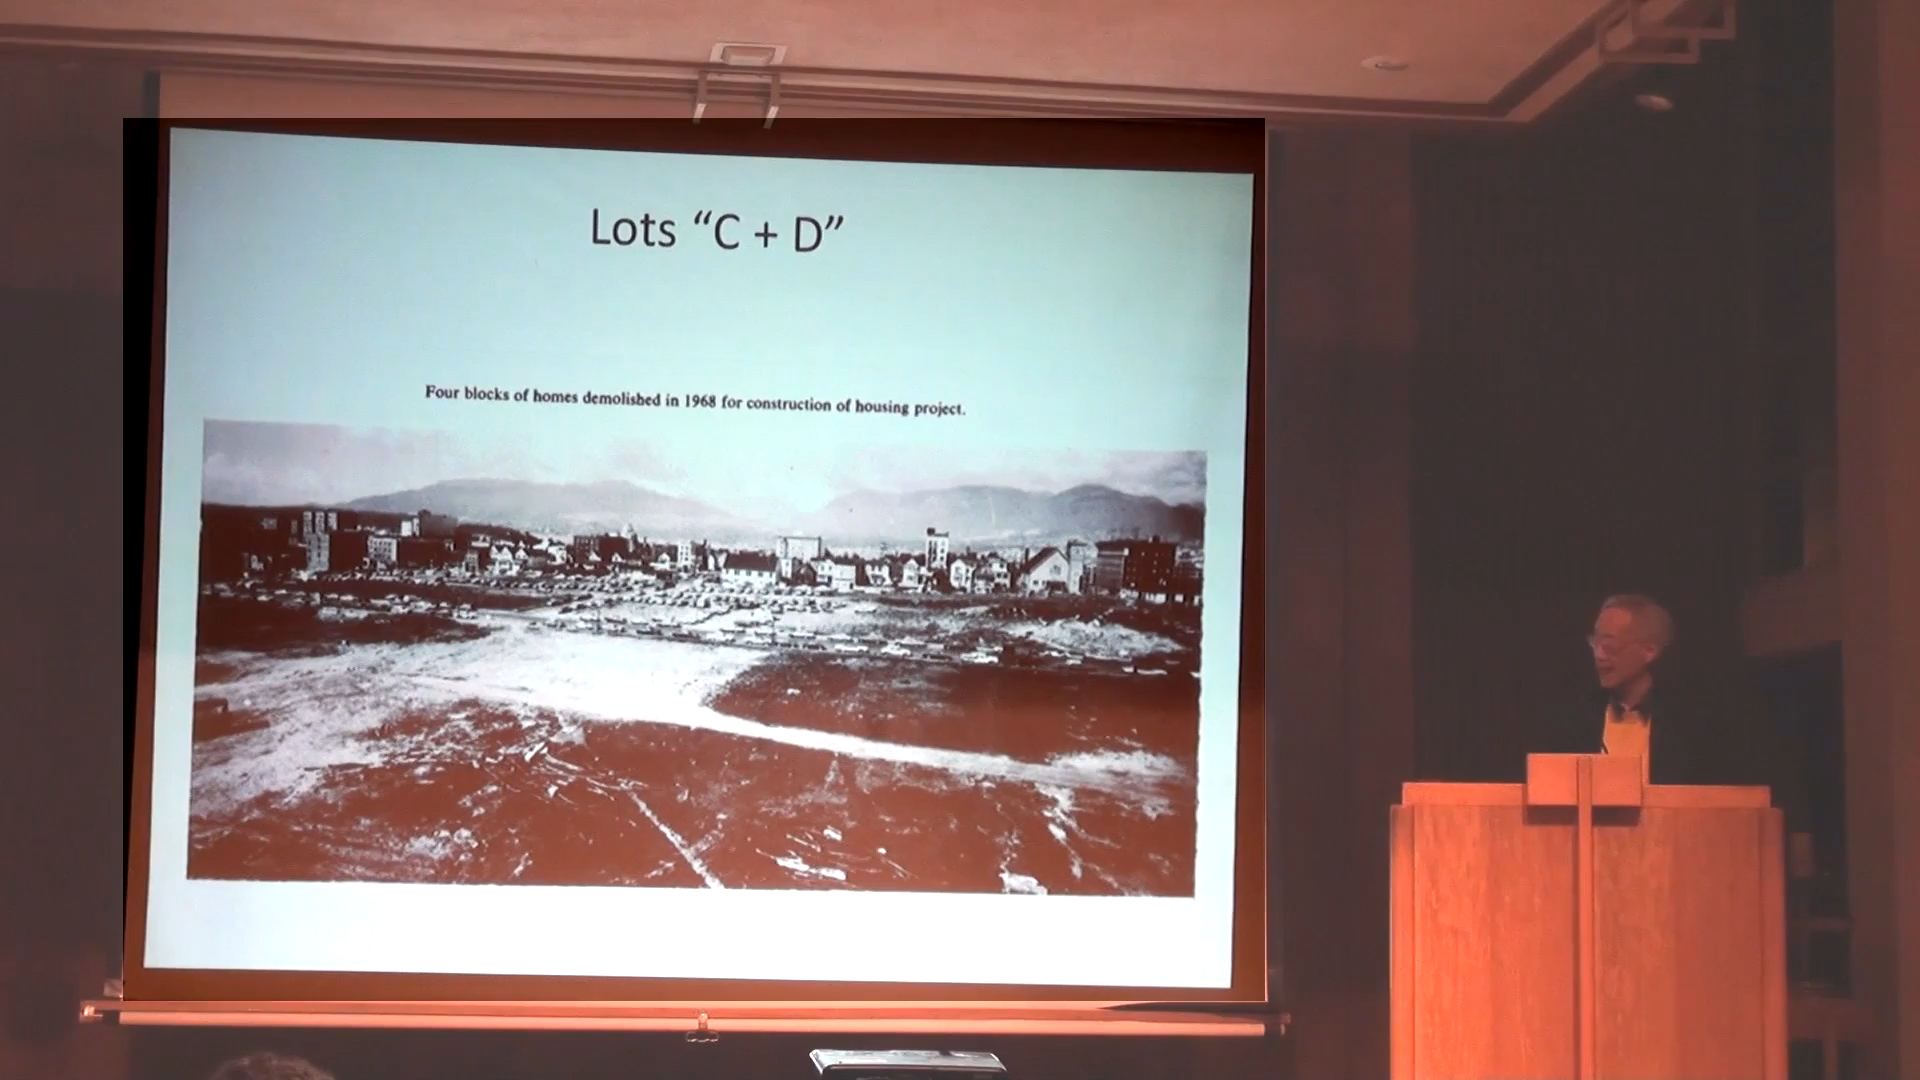 Lots “C + D”
Four blocks of homes demolished in 1968 for construction of housing project.